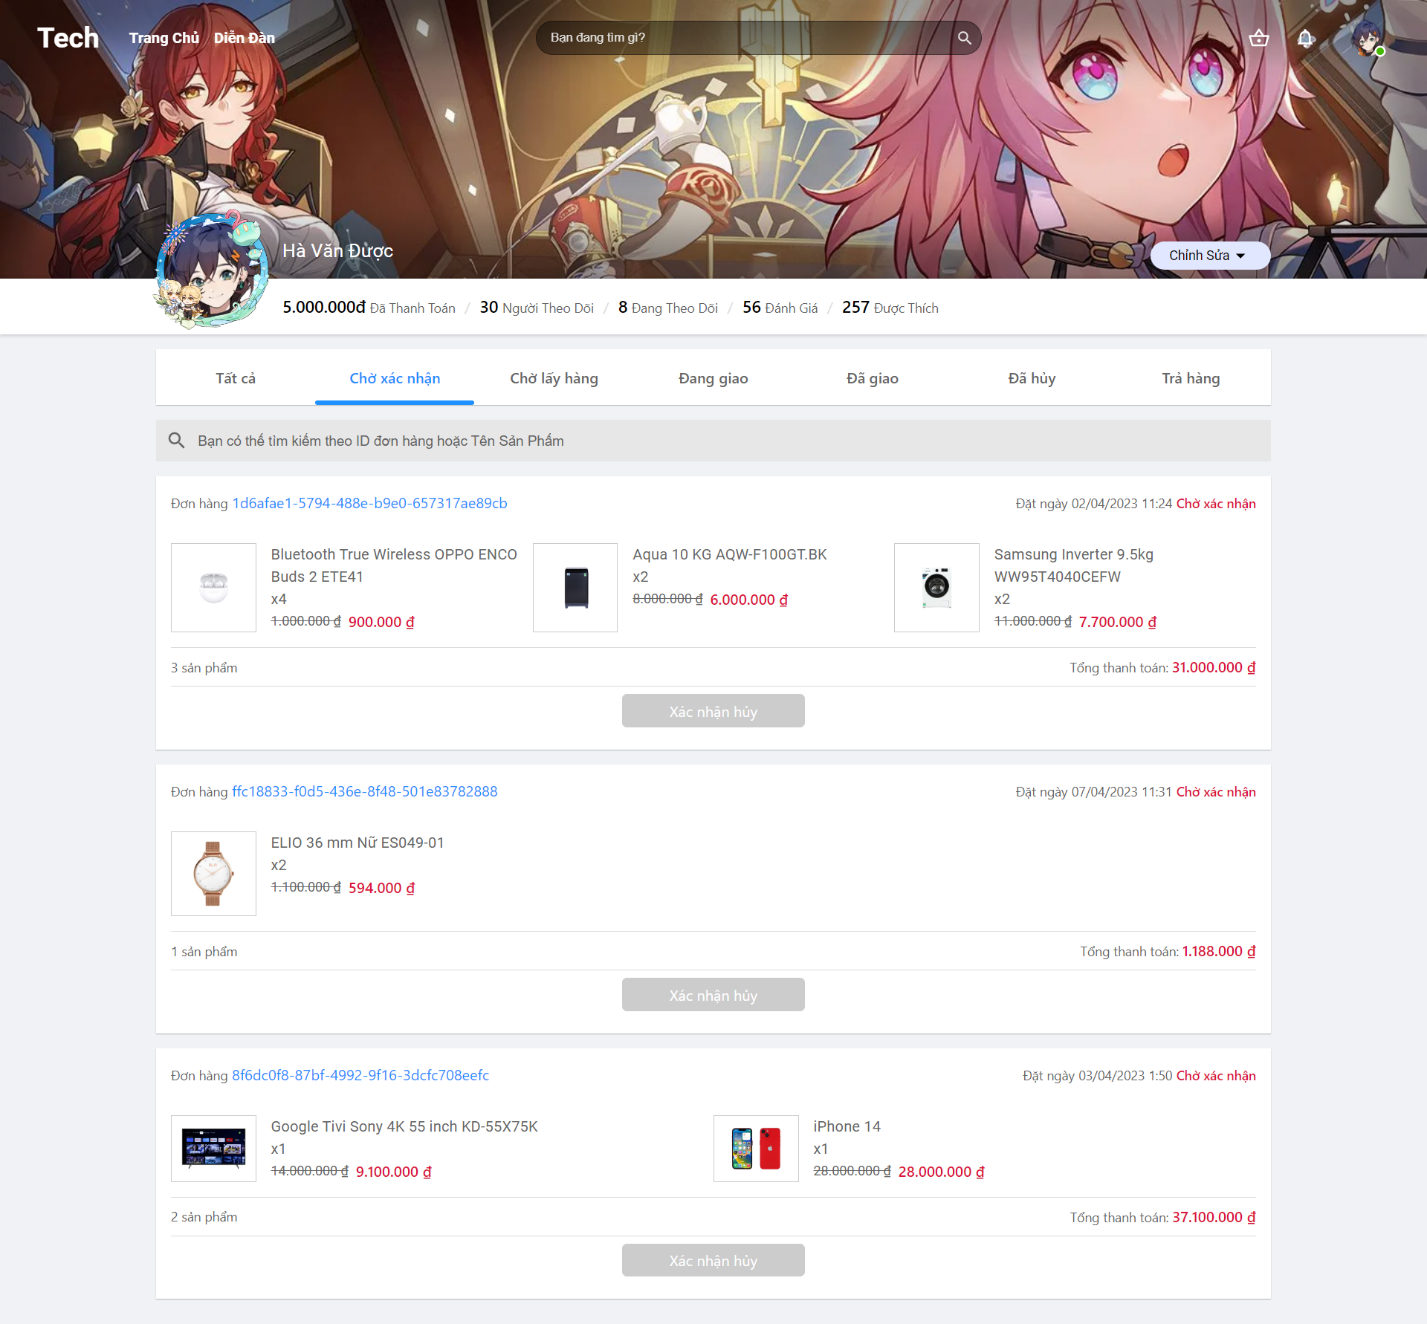 Tech Trang Chủ Diễn Đàn Bạn đang tìm gì?
Hà Văn Được
Chỉnh Sửa
5.000.000đ Đã Thanh Toán / 30 Người Theo Dõi / 8 Đang Theo Dõi / 56 Đánh Giá / 257 Được Thích
Tất cả Chờ xác nhận Chờ lấy hàng Đang giao Đã giao Đã hủy Trả hàng
Bạn có thể tìm kiếm theo ID đơn hàng hoặc Tên Sản Phẩm
Đơn hàng 1d6afae1-5794-488e-b9e0-657317ae89cb
Đặt ngày 02/04/2023 11:24 Chờ xác nhận
Bluetooth True Wireless OPPO ENCO
Buds 2 ETE41
x4
1.000.000 ₫ 900.000 ₫
Aqua 10 KG AQW-F100GT.BK
x2
8.000.000 ₫ 6.000.000 ₫
Samsung Inverter 9.5kg
WW95T4040CEFW
x2
11.000.000 ₫ 7.700.000 ₫
3 sản phẩm
Tổng thanh toán: 31.000.000 ₫
Xác nhận hủy
Đơn hàng ffc18833-f0d5-436e-8f48-501e83782888
Đặt ngày 07/04/2023 11:31 Chờ xác nhận
ELIO 36 mm Nữ ES049-01
x2
1.100.000 ₫ 594.000 ₫
1 sản phẩm
Tổng thanh toán: 1.188.000 ₫
Xác nhận hủy
Đơn hàng 8f6dc0f8-87bf-4992-9f16-3dcfc708eefc
Đặt ngày 03/04/2023 1:50 Chờ xác nhận
Google Tivi Sony 4K 55 inch KD-55X75K
x1
14.000.000 ₫ 9.100.000 ₫
iPhone 14
x1
28.000.000 ₫ 28.000.000 ₫
2 sản phẩm
Tổng thanh toán: 37.100.000 ₫
Xác nhận hủy